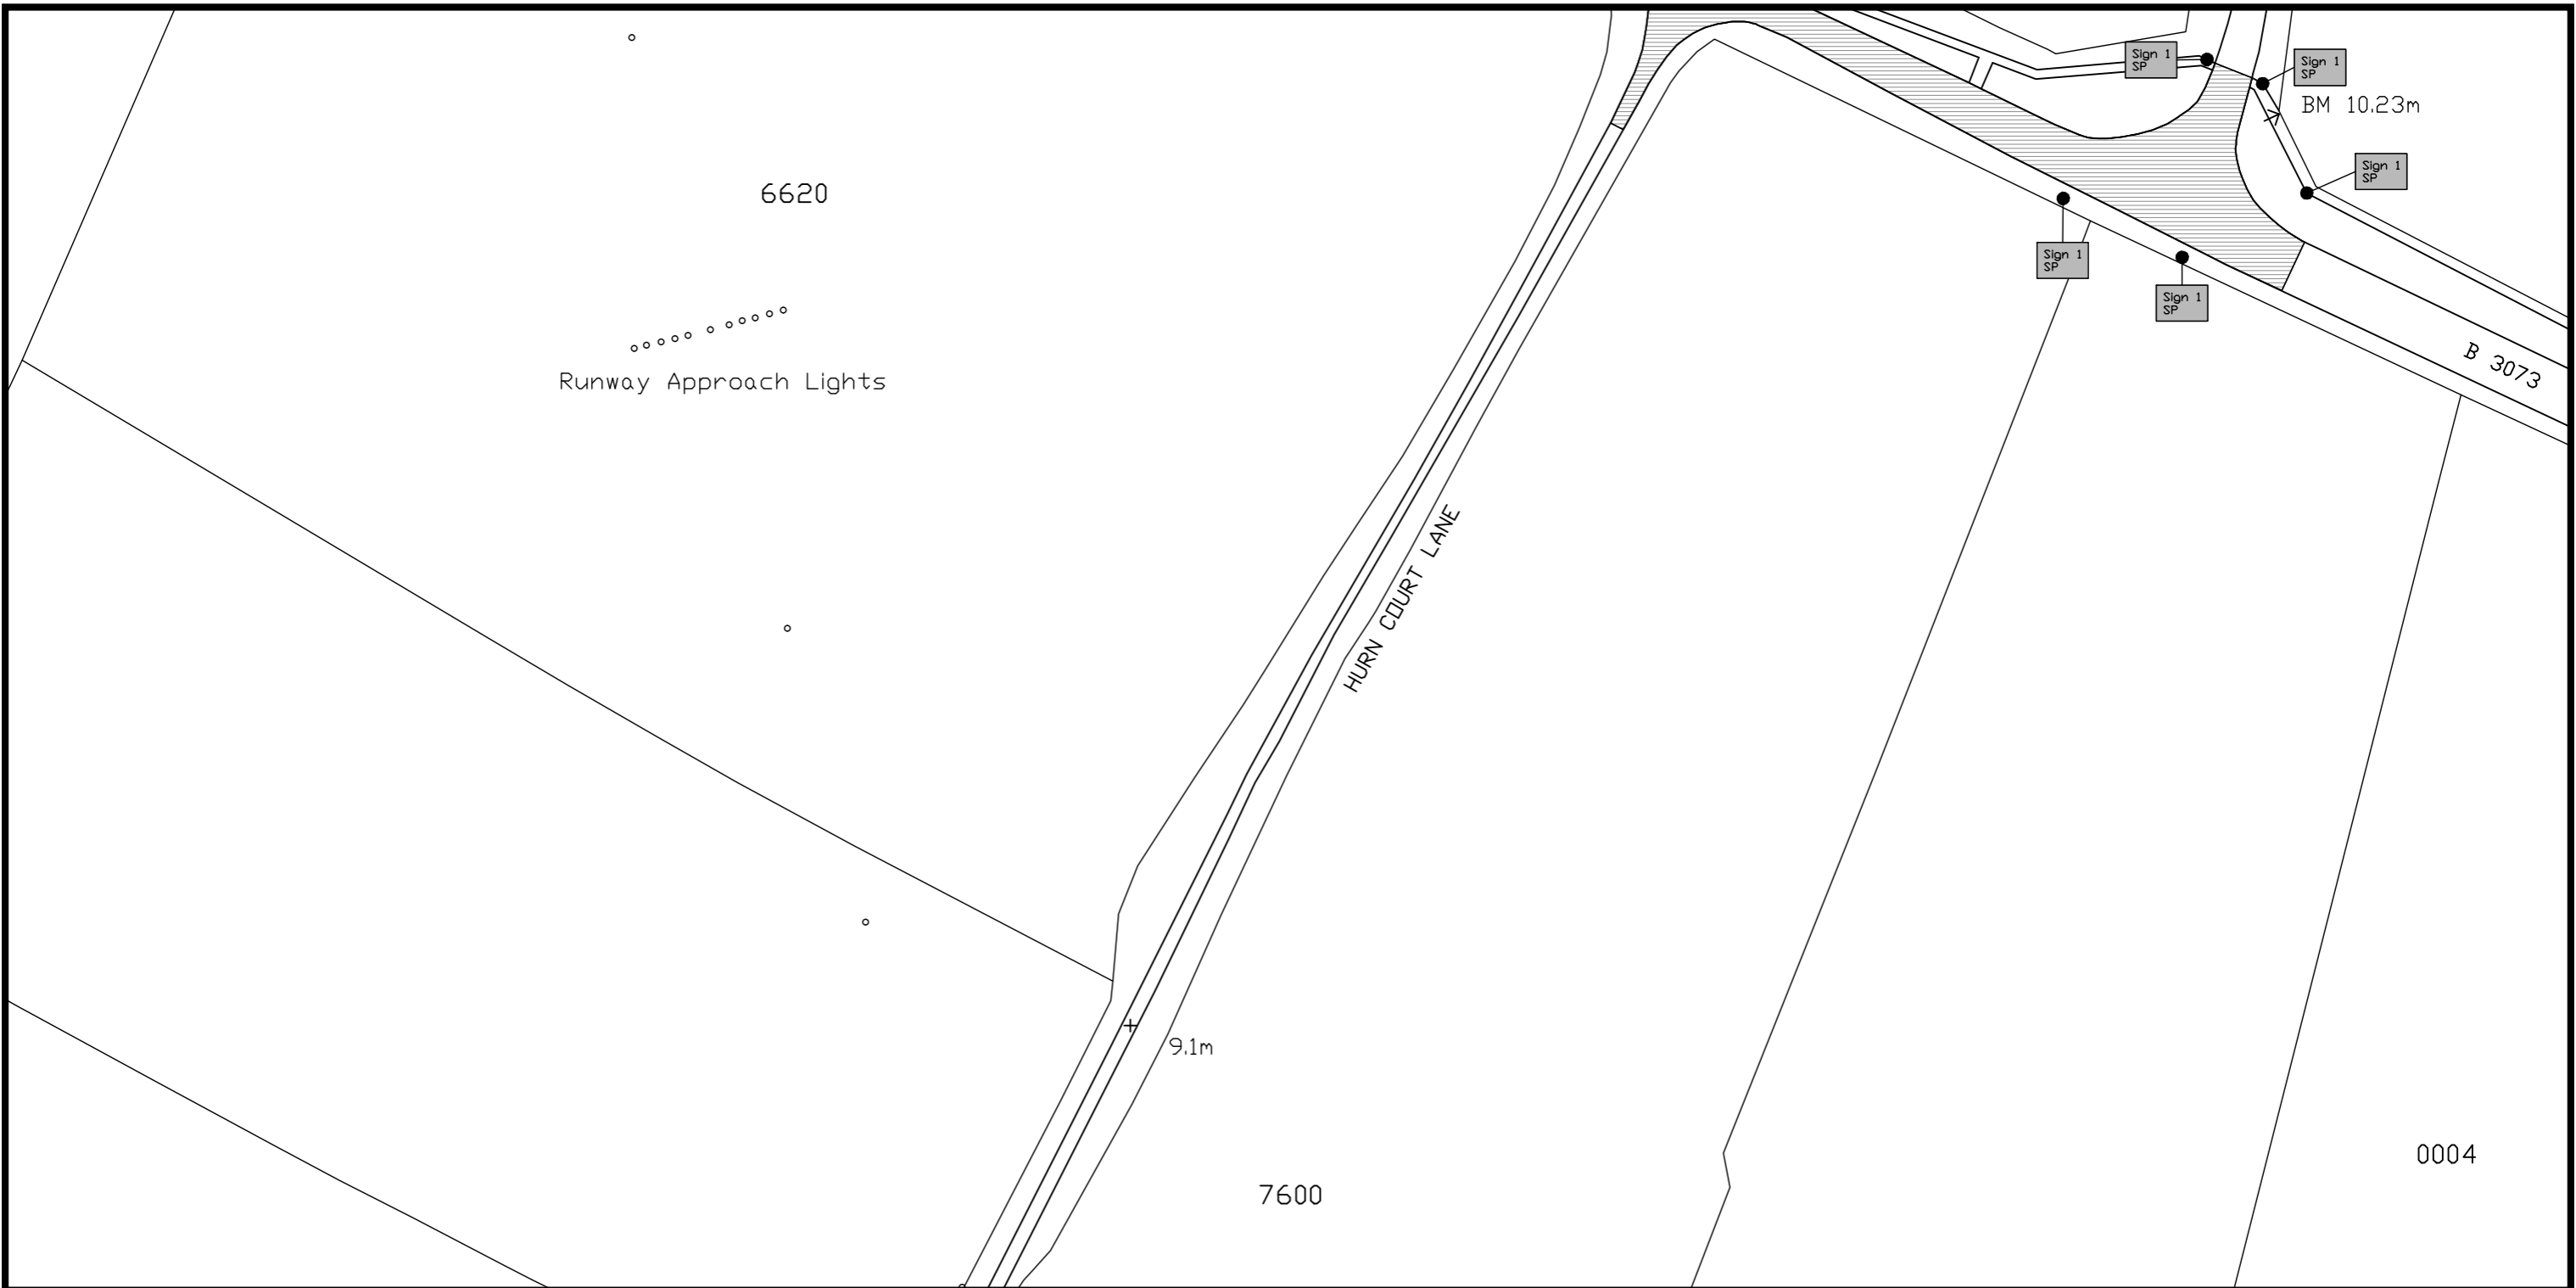 Sign 1
SP
Sign 1
SP
BM 10.23m
Sign 1
SP
6620
Sign 1
SP
Sign 1
SP
B 3073
Runway Approach Lights
HURN COURT LANE
9.1m
0004
7600